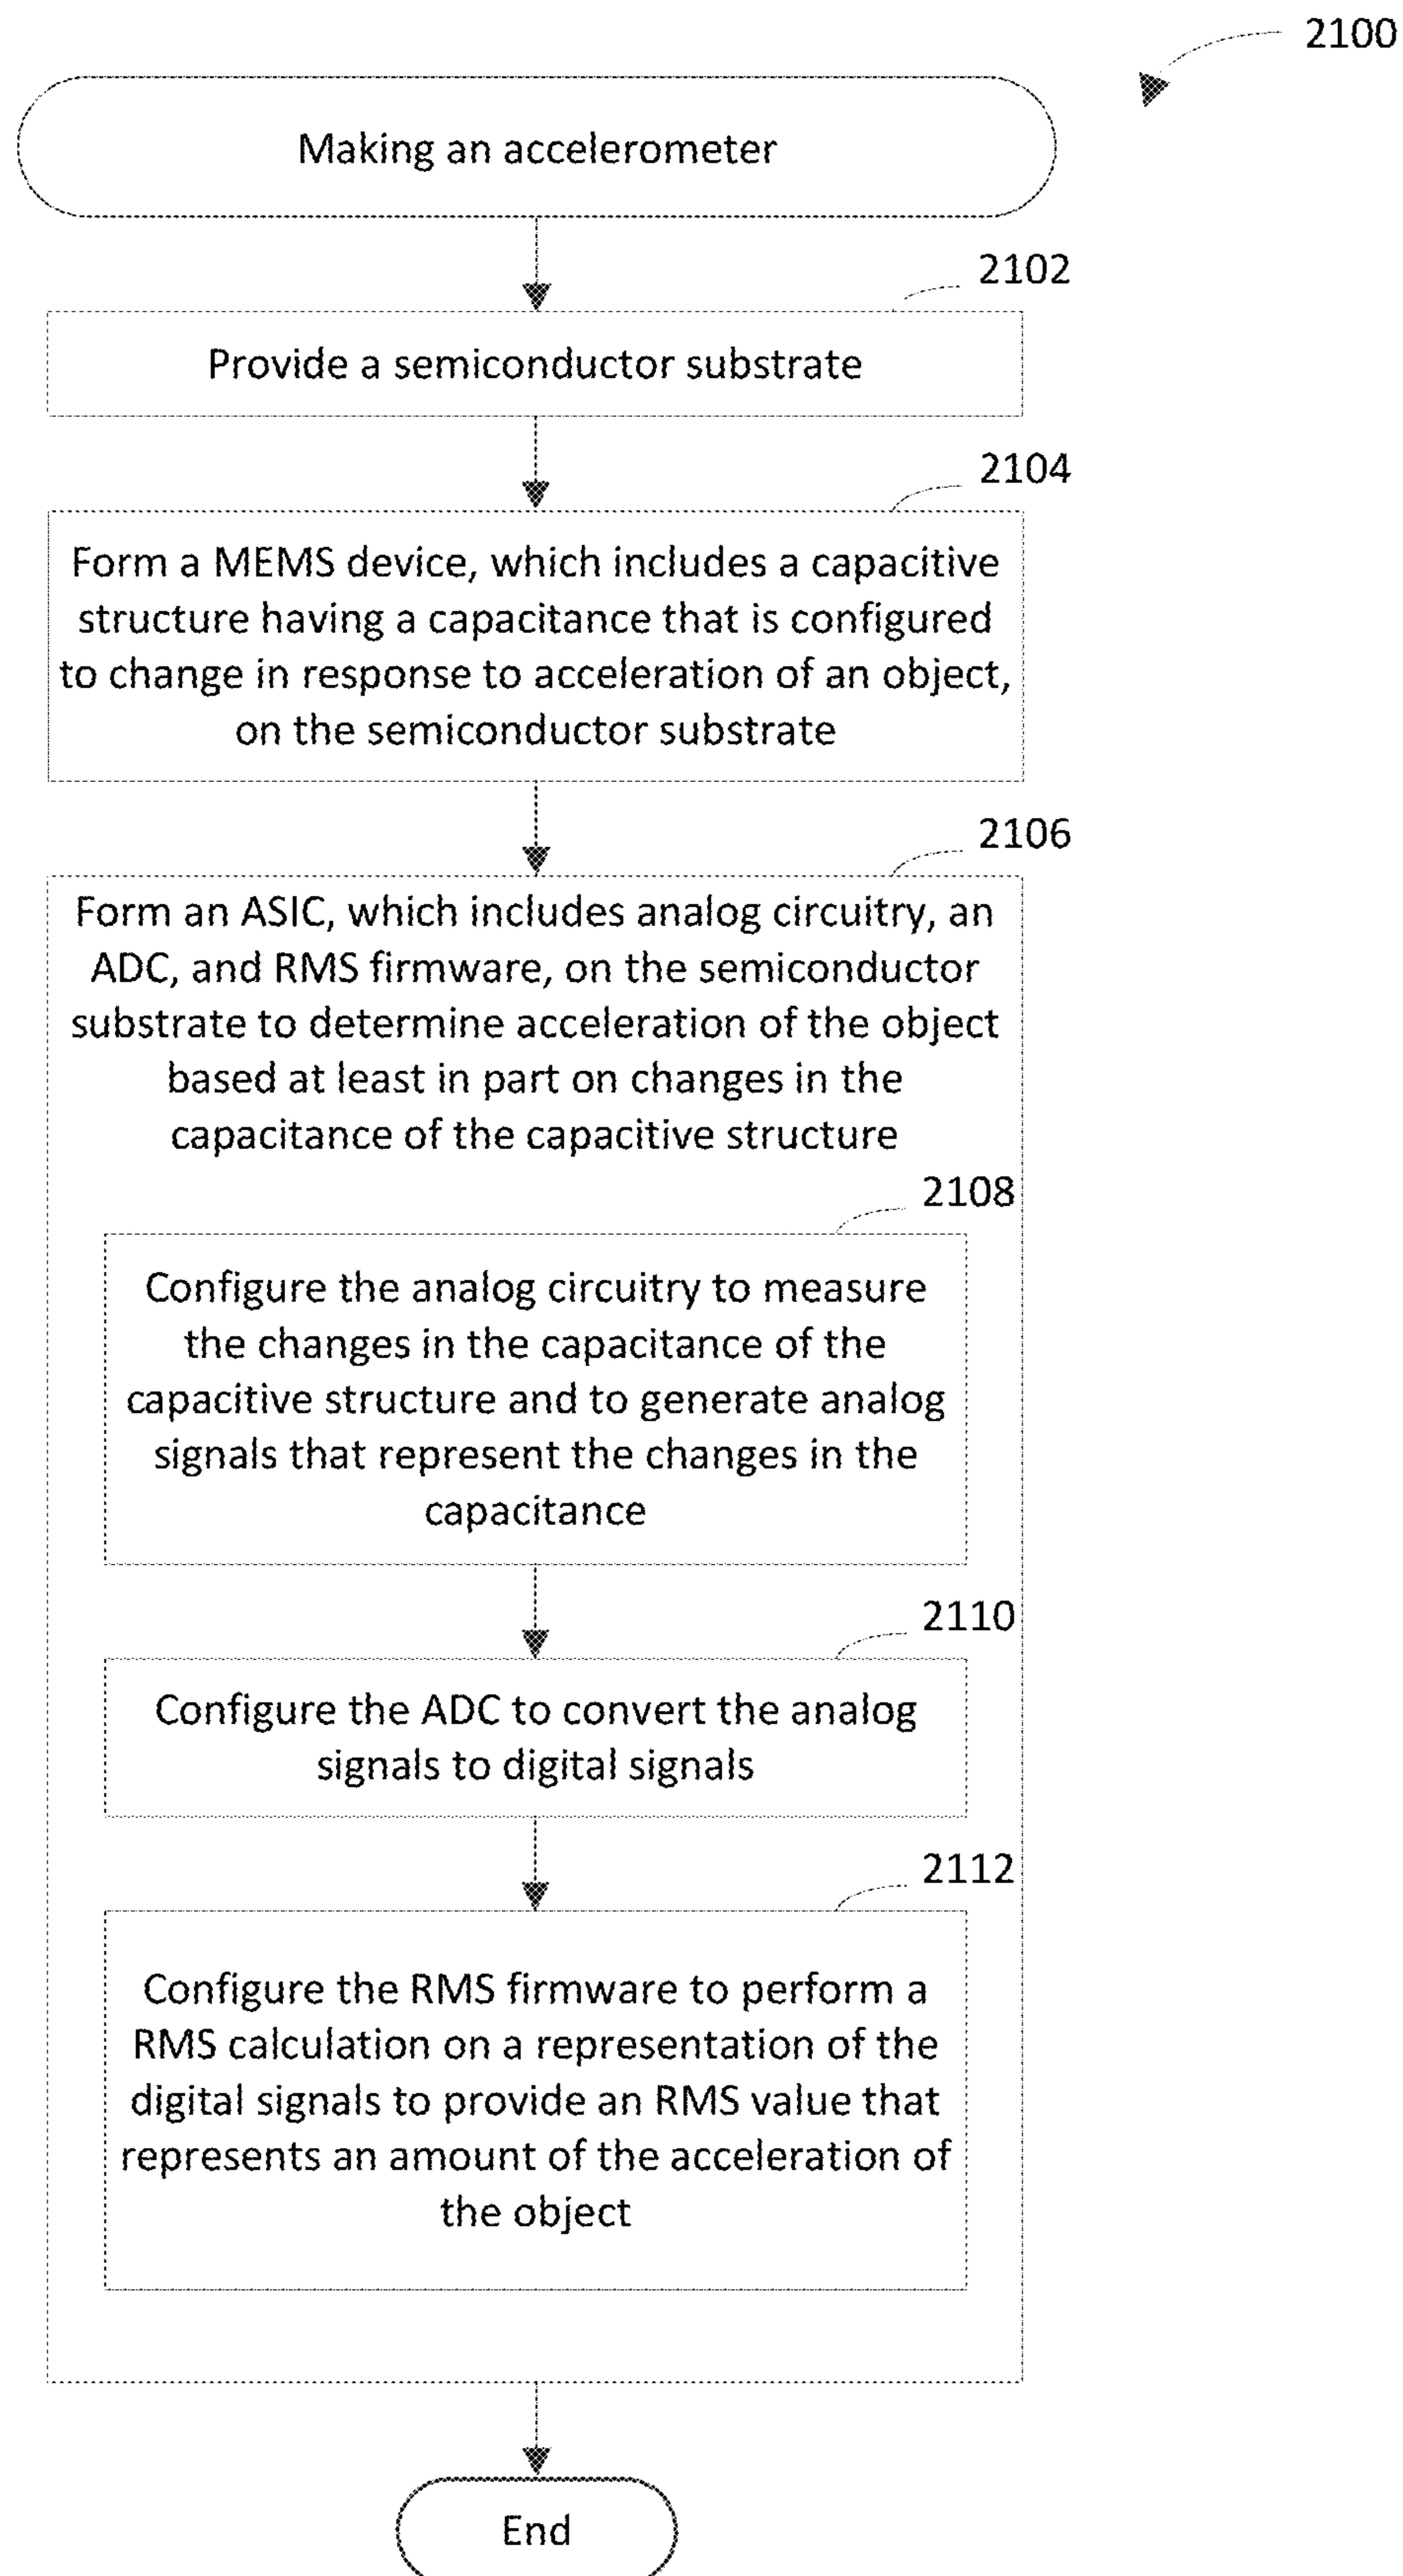 2100
Making an accelerometer
2102
Provide a semiconductor substrate
2104
Form a MEMS device, which includes a capacitive
structure having a capacitance that is configured
to change in response to acceleration of an object,
on the semiconductor substrate
2106
Form an ASIC, which includes analog circuitry, an
ADC, and RMS firmware, on the semiconductor
substrate to determine acceleration of the object
based at least in part on changes in the
capacitance of the capacitive structure
2108
Configure the analog circuitry to measure
the changes in the capacitance of the
capacitive structure and to generate analog
signals that represent the changes in the
capacitance
2110
Configure the ADC to convert the analog
signals to digital signals
2112
Configure the RMS firmware to perform a
RMS calculation on a representation of the
digital signals to provide an RMS value that
represents an amount of the acceleration of
the object
End